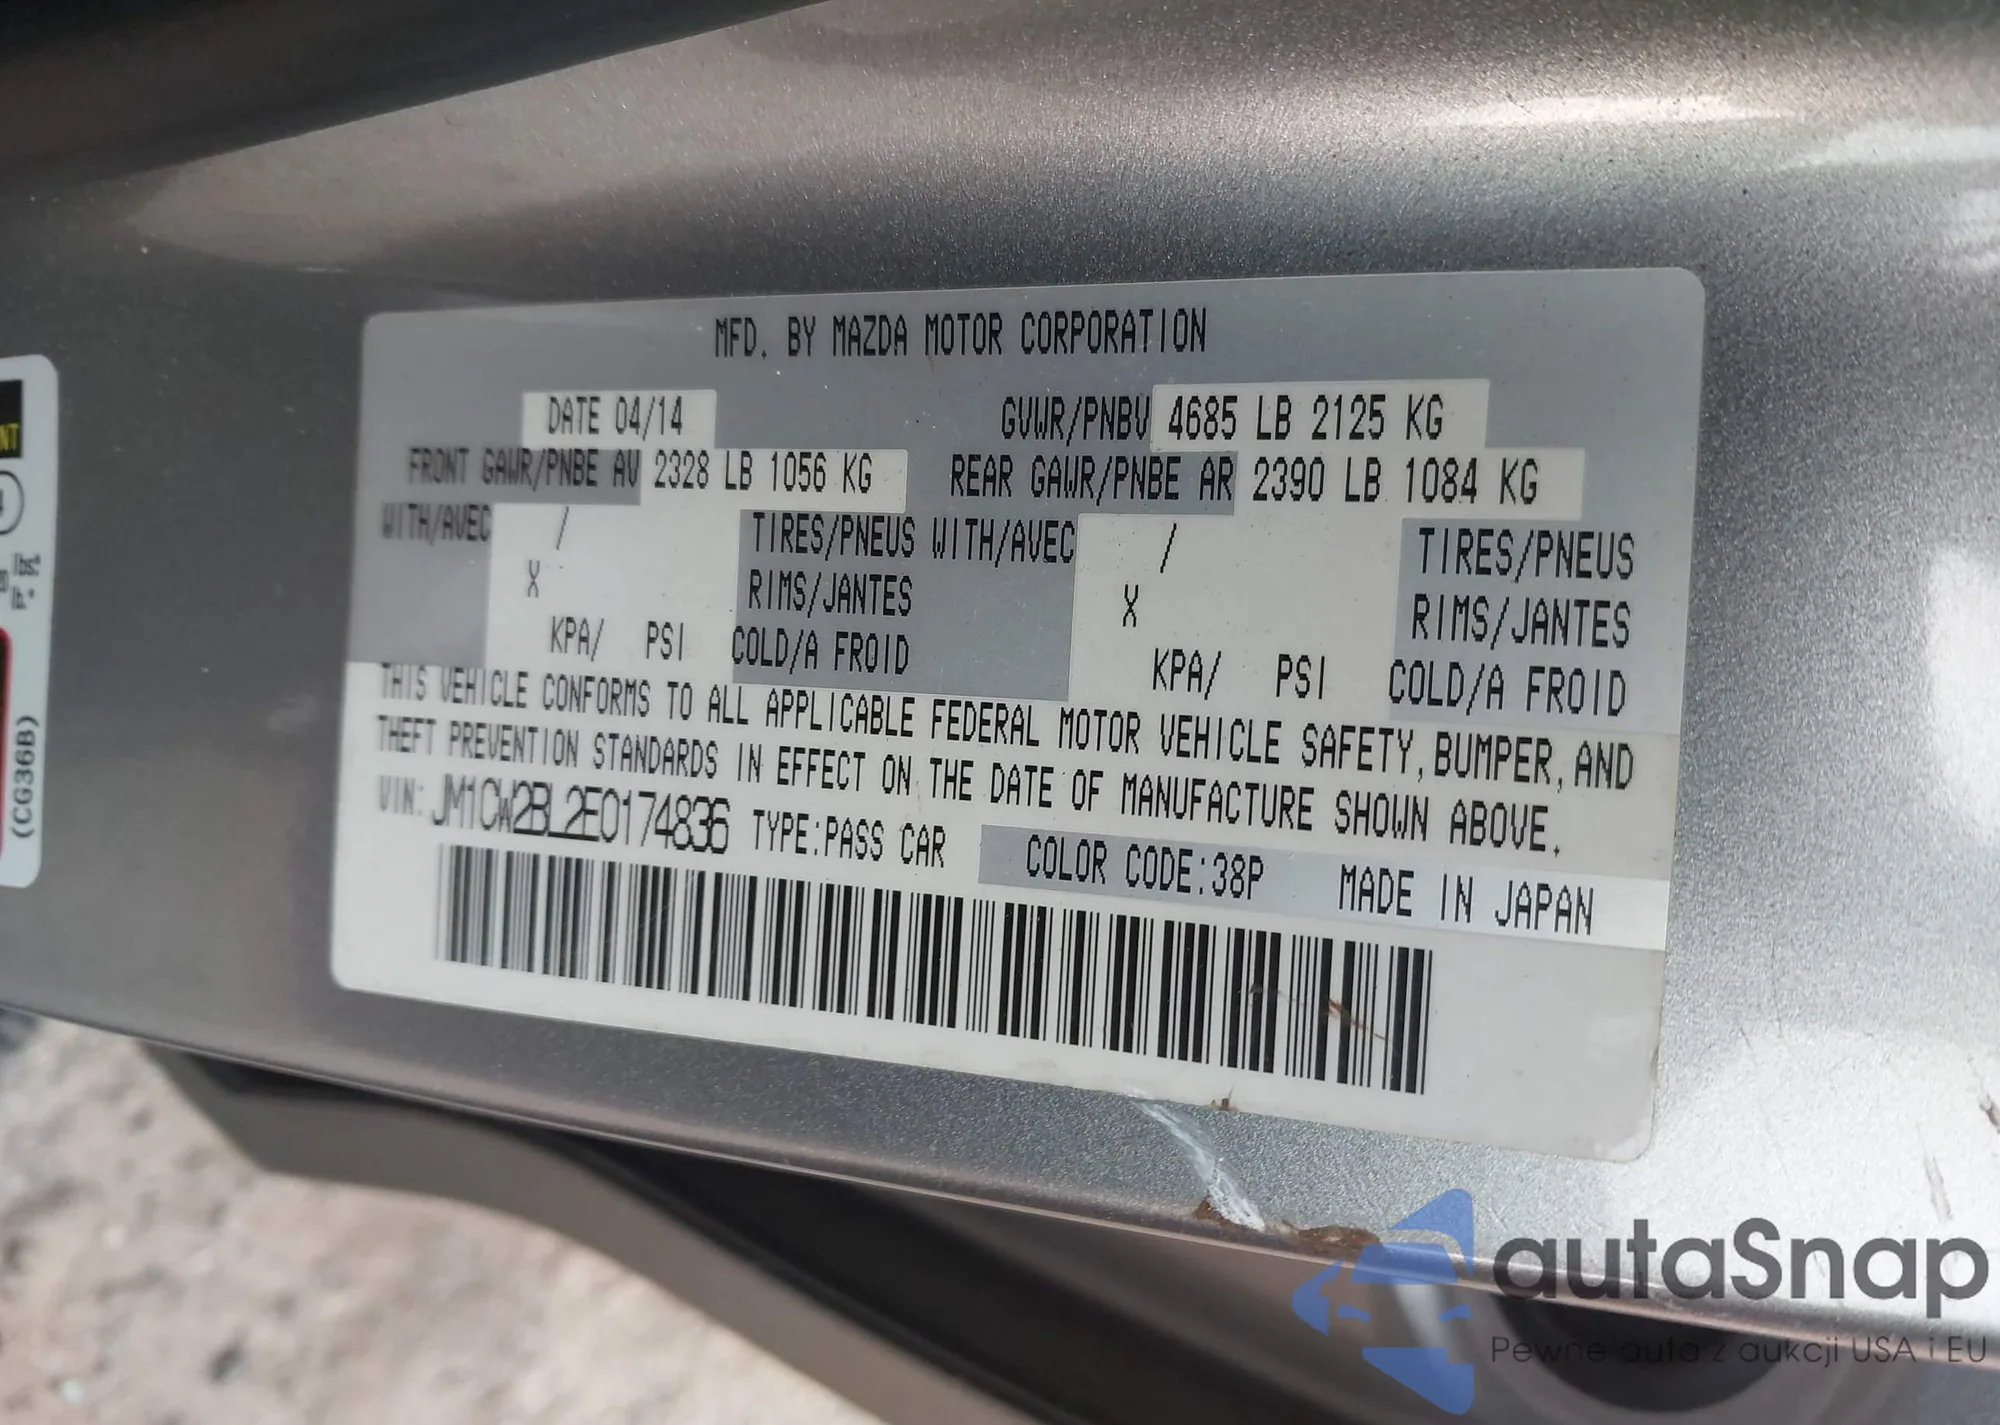 MFD. BY MAZDA MOTOR CORPORATION
DATE 04/14 GVWR/PNBV 4685 LB 2125 KG
FRONT GAWR/PNBE AV 2328 LB 1056 KG REAR GAWR/PNBE AR 2390 LB 1084 KG
WITH/AVEC / TIRES/PNEUS WITH/AVEC / TIRES/PNEUS
X RIMS/JANTES X RIMS/JANTES
KPA/ PSI COLD/A FROID KPA/ PSI COLD/A FROID
THIS VEHICLE CONFORMS TO ALL APPLICABLE FEDERAL MOTOR VEHICLE SAFETY, BUMPER, AND
THEFT PREVENTION STANDARDS IN EFFECT ON THE DATE OF MANUFACTURE SHOWN ABOVE.
VIN: JM1CW2BL2E0174836 TYPE:PASS CAR COLOR CODE:38P MADE IN JAPAN
lbs*
lb.*
(CG36B)
autaSnap
Pewne auta z aukcji USA i EU